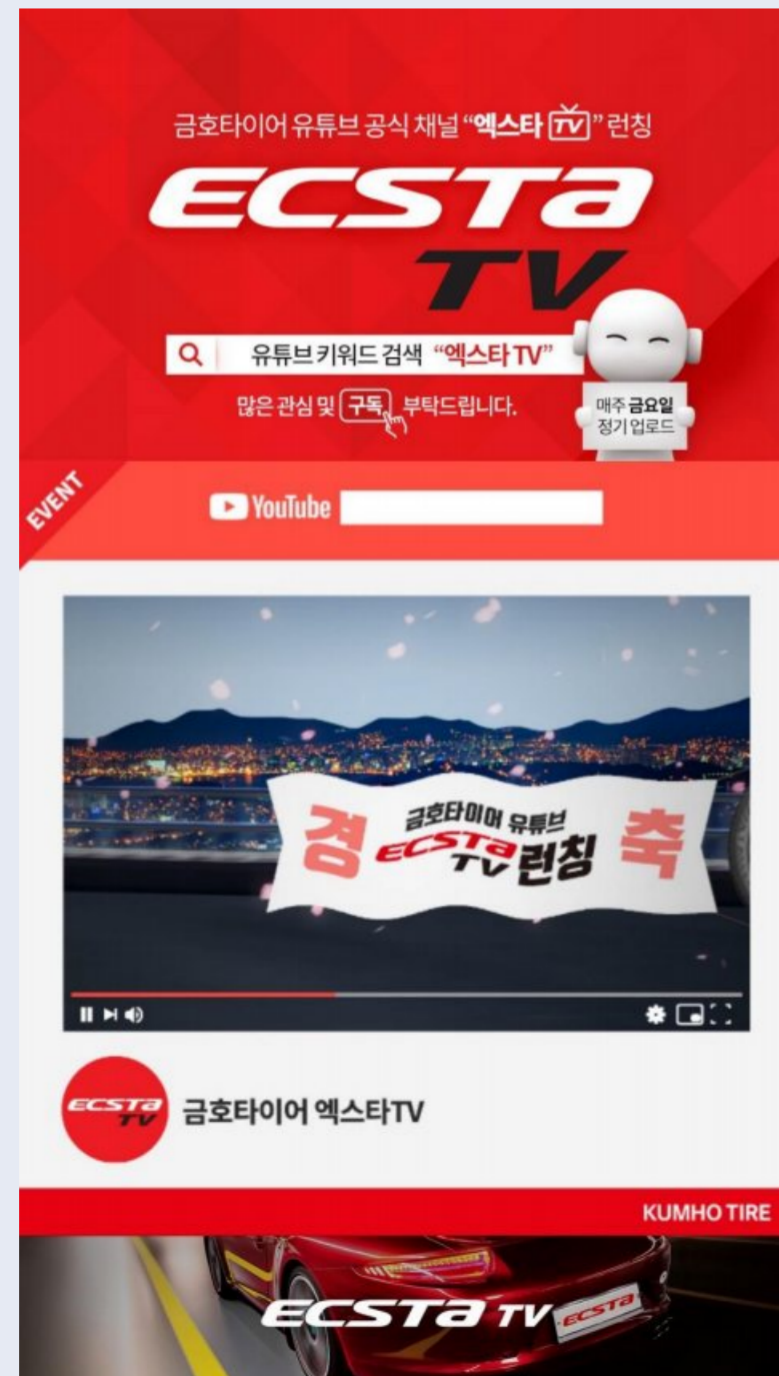 금호타이어 유튜브 공식 채널 “엑스타 TV” 런칭
ECSTA
TV
유튜브 키워드 검색 “엑스타 TV”
많은 관심 및 구독 부탁드립니다.
매주 금요일
정기 업로드
EVENT
YouTube
경 축
금호타이어 유튜브
ECSTA
TV 런칭
ECSTA
TV
금호타이어 엑스타TV
KUMHO TIRE
ECSTA TV
ECSTA